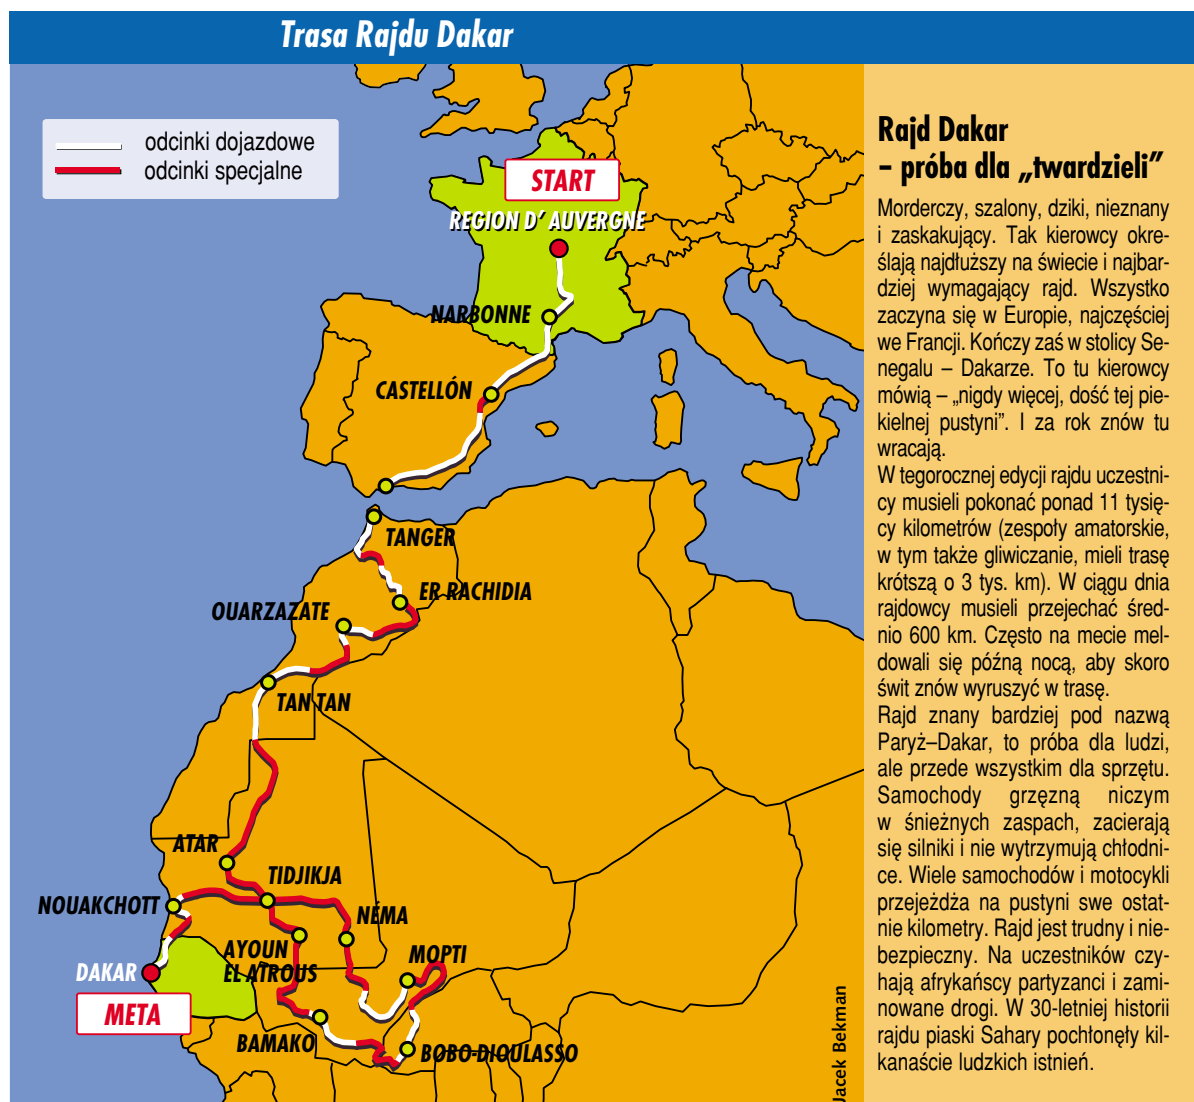 Trasa Rajdu Dakar
odcinki dojazdowe
odcinki specjalne
START
REGION D' AUVERGNE
NARBONNE
CASTELLÓN
TANGER
ER RACHIDIA
OUARZAZATE
TAN TAN
ATAR
TIDJIKJA
NOUAKCHOTT
NÉMA
AYOUN
EL ATROUS
MOPTI
DAKAR
META
BAMAKO
BOBO-DIOULASSO
Jacek Bekman
Rajd Dakar
– próba dla „twardzieli”
Morderczy, szalony, dziki, nieznany
i zaskakujący. Tak kierowcy okre-
ślają najdłuższy na świecie i najbar-
dziej wymagający rajd. Wszystko
zaczyna się w Europie, najczęściej
we Francji. Kończy zaś w stolicy Se-
negalu – Dakarze. To tu kierowcy
mówią – „nigdy więcej, dość tej pie-
kielnej pustyni”. I za rok znów tu
wracają.
W tegorocznej edycji rajdu uczestni-
cy musieli pokonać ponad 11 tysię-
cy kilometrów (zespoły amatorskie,
w tym także gliwiczanie, mieli trasę
krótszą o 3 tys. km). W ciągu dnia
rajdowcy musieli przejechać śred-
nio 600 km. Często na mecie mel-
dowali się późną nocą, aby skoro
świt znów wyruszyć w trasę.
Rajd znany bardziej pod nazwą
Paryż–Dakar, to próba dla ludzi,
ale przede wszystkim dla sprzętu.
Samochody grzęzną niczym
w śnieżnych zaspach, zacierają
się silniki i nie wytrzymują chłodni-
ce. Wiele samochodów i motocykli
przejeżdża na pustyni swe ostat-
nie kilometry. Rajd jest trudny i nie-
bezpieczny. Na uczestników czy-
hają afrykańscy partyzanci i zami-
nowane drogi. W 30-letniej historii
rajdu piaski Sahary pochłonęły kil-
kanaście ludzkich istnień.